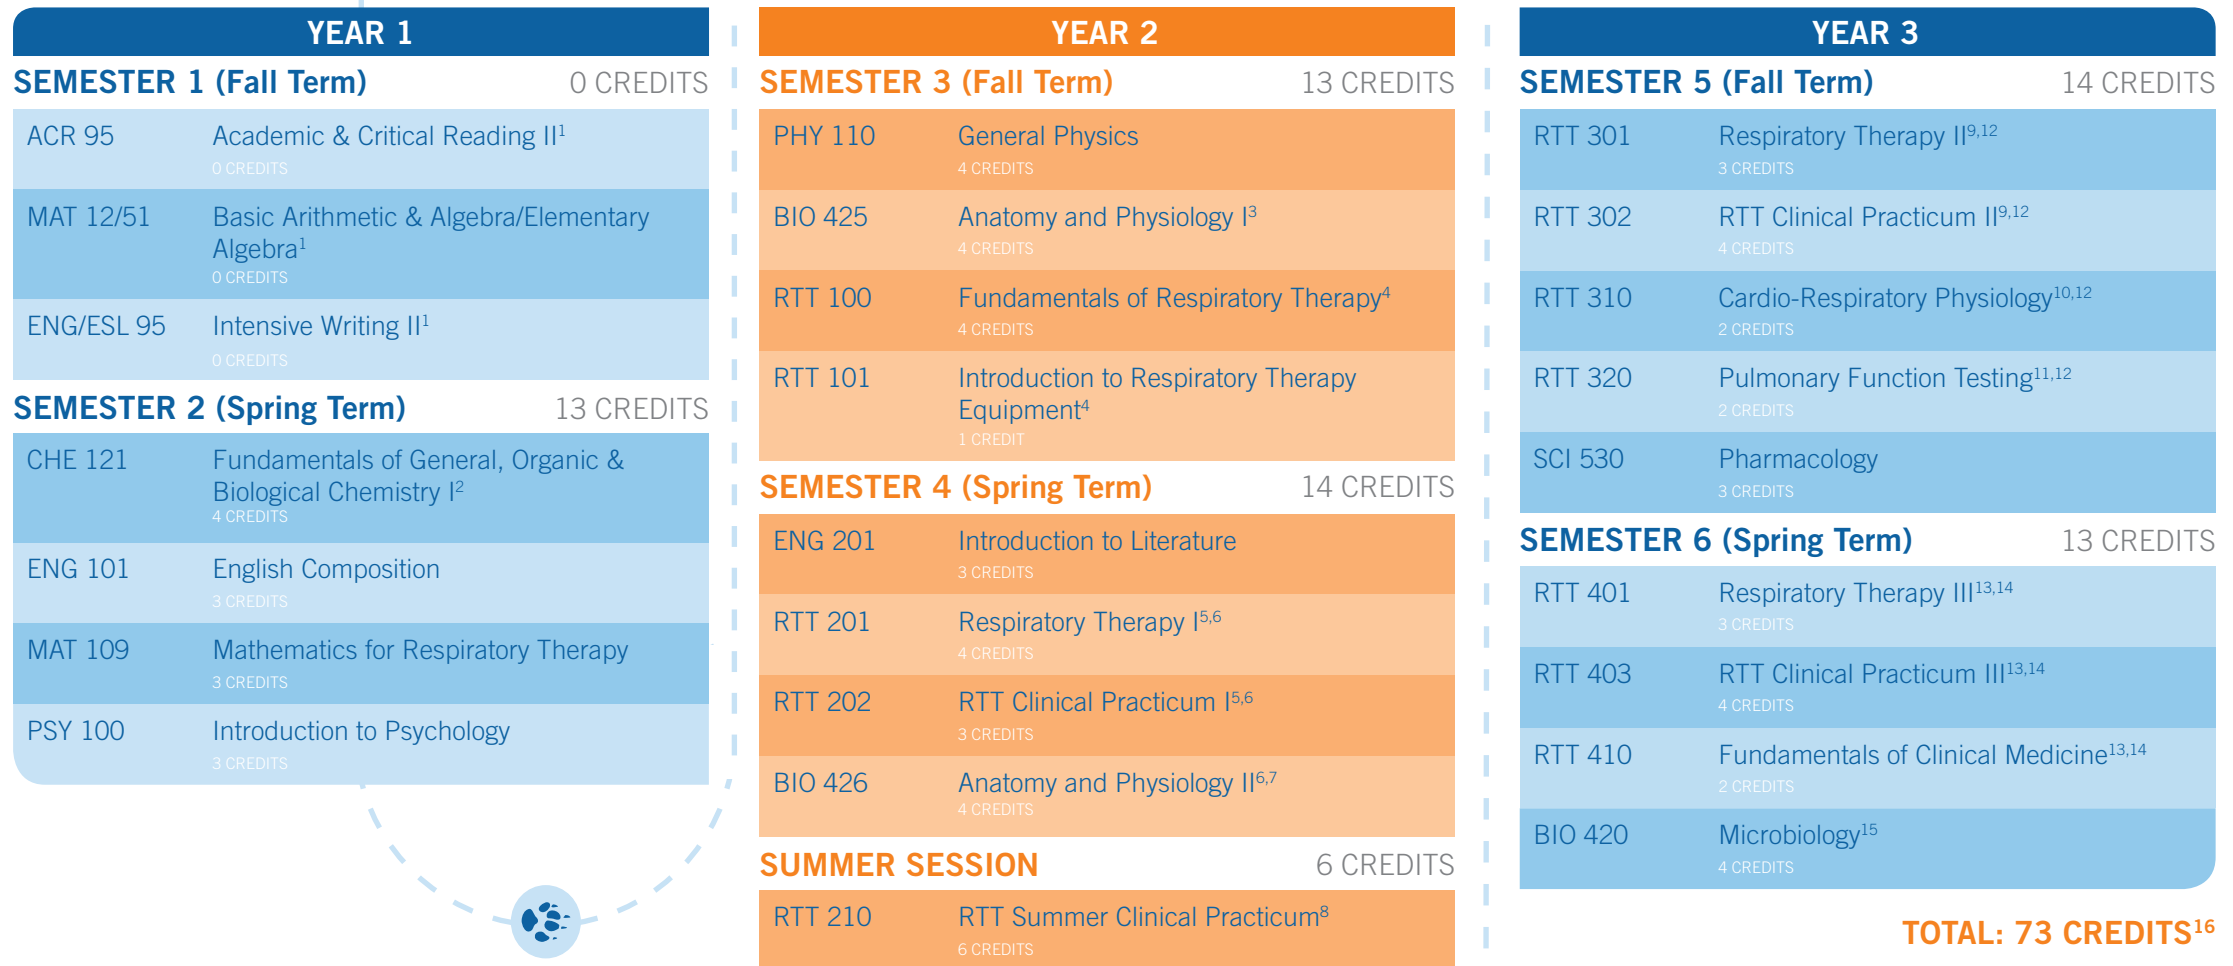 YEAR 1
SEMESTER 1 (Fall Term) 0 CREDITS
ACR 95 Academic & Critical Reading II1
0 CREDITS
MAT 12/51 Basic Arithmetic & Algebra/Elementary
Algebra1
0 CREDITS
ENG/ESL 95 Intensive Writing II1
0 CREDITS
SEMESTER 2 (Spring Term) 13 CREDITS
CHE 121 Fundamentals of General, Organic &
Biological Chemistry I2
4 CREDITS
ENG 101 English Composition
3 CREDITS
MAT 109 Mathematics for Respiratory Therapy
3 CREDITS
PSY 100 Introduction to Psychology
3 CREDITS
YEAR 2
SEMESTER 3 (Fall Term) 13 CREDITS
PHY 110 General Physics
4 CREDITS
BIO 425 Anatomy and Physiology I3
4 CREDITS
RTT 100 Fundamentals of Respiratory Therapy4
4 CREDITS
RTT 101 Introduction to Respiratory Therapy
Equipment4
1 CREDIT
SEMESTER 4 (Spring Term) 14 CREDITS
ENG 201 Introduction to Literature
3 CREDITS
RTT 201 Respiratory Therapy I5,6
4 CREDITS
RTT 202 RTT Clinical Practicum I5,6
3 CREDITS
BIO 426 Anatomy and Physiology II6,7
4 CREDITS
SUMMER SESSION 6 CREDITS
RTT 210 RTT Summer Clinical Practicum8
6 CREDITS
YEAR 3
SEMESTER 5 (Fall Term) 14 CREDITS
RTT 301 Respiratory Therapy II9,12
3 CREDITS
RTT 302 RTT Clinical Practicum II9,12
4 CREDITS
RTT 310 Cardio-Respiratory Physiology10,12
2 CREDITS
RTT 320 Pulmonary Function Testing11,12
2 CREDITS
SCI 530 Pharmacology
3 CREDITS
SEMESTER 6 (Spring Term) 13 CREDITS
RTT 401 Respiratory Therapy III13,14
3 CREDITS
RTT 403 RTT Clinical Practicum III13,14
4 CREDITS
RTT 410 Fundamentals of Clinical Medicine13,14
2 CREDITS
BIO 420 Microbiology15
4 CREDITS
TOTAL: 73 CREDITS16